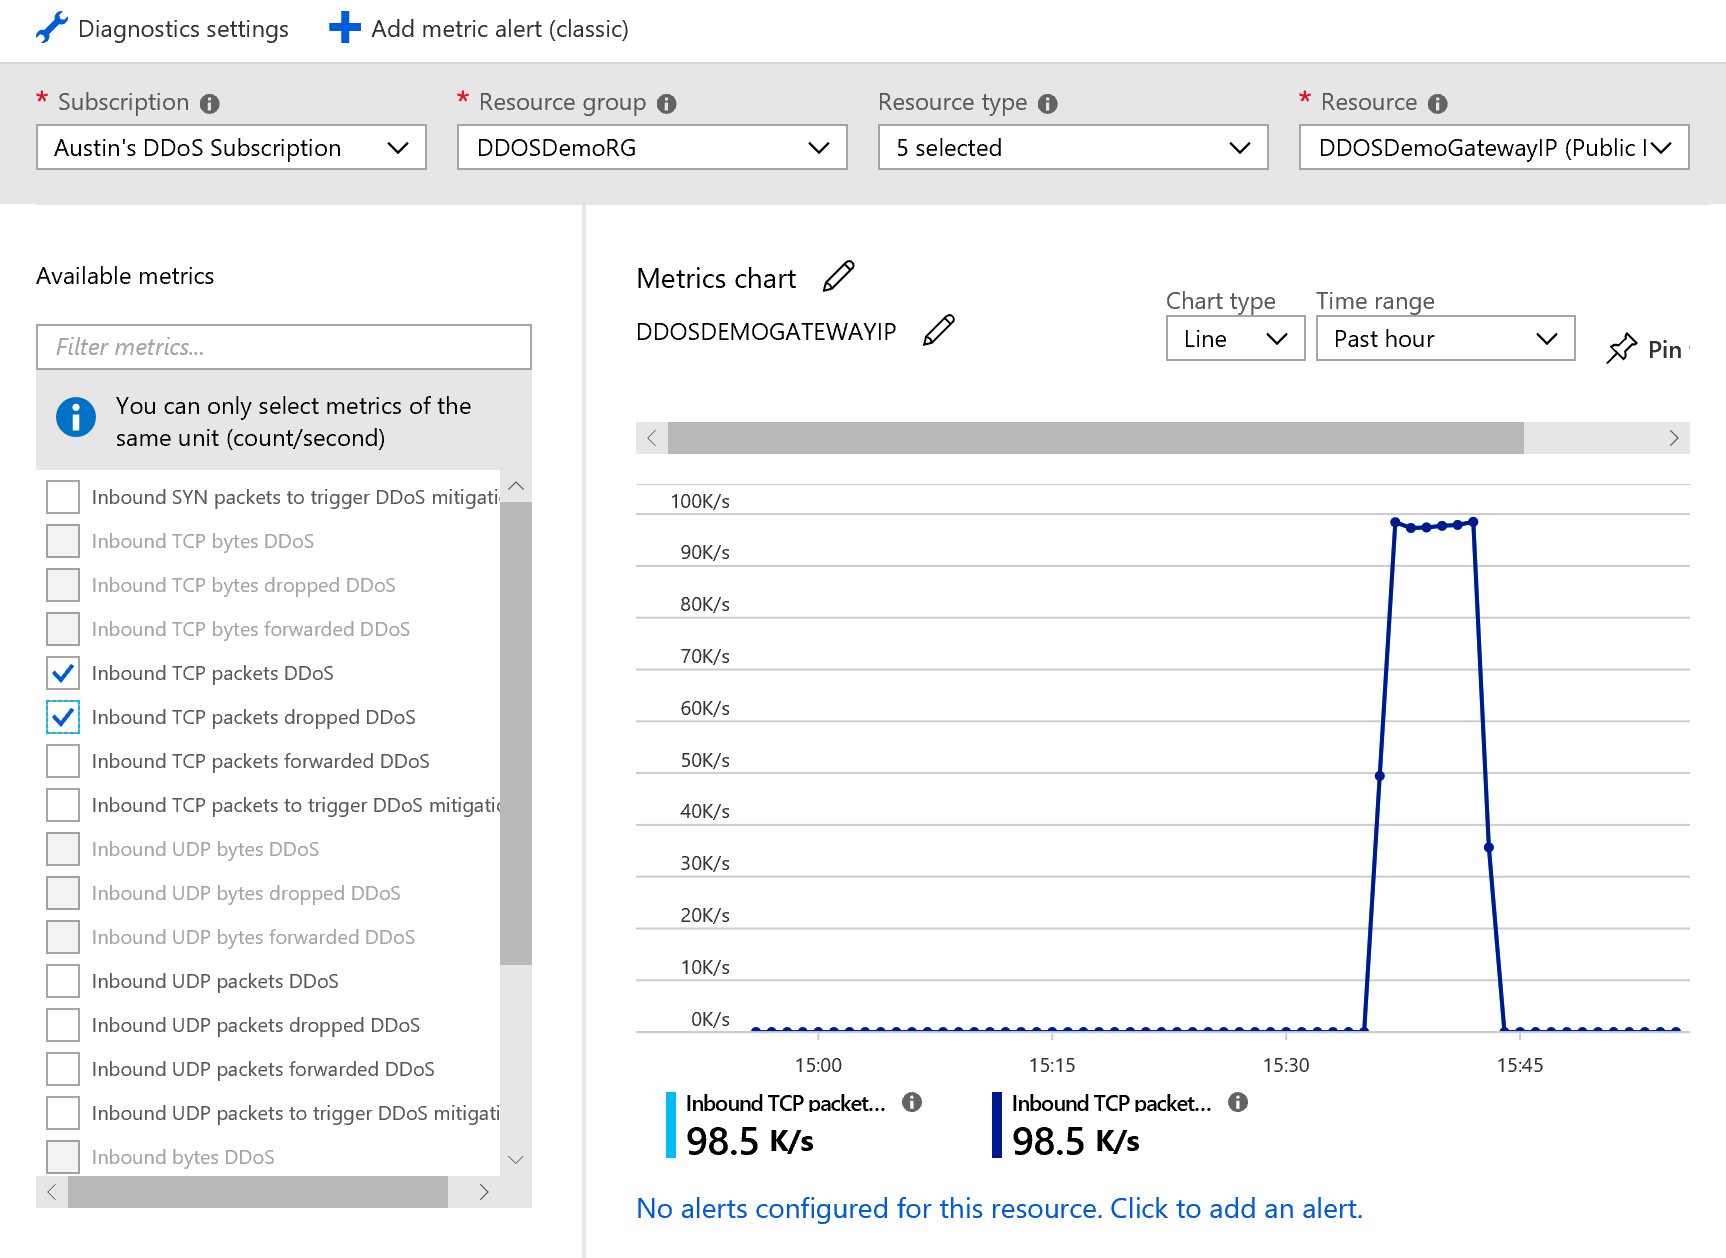 Diagnostics settings
Add metric alert (classic)
* Subscription
* Resource group
Resource type
* Resource
Austin's DDoS Subscription
DDOSDemoRG
5 selected
DDOSDemoGatewayIP (Public I
Available metrics
Filter metrics...
You can only select metrics of the
same unit (count/second)
Inbound SYN packets to trigger DDoS mitigati
Inbound TCP bytes DDoS
Inbound TCP bytes dropped DDoS
Inbound TCP bytes forwarded DDoS
Inbound TCP packets DDoS
Inbound TCP packets dropped DDoS
Inbound TCP packets forwarded DDoS
Inbound TCP packets to trigger DDoS mitigatic
Inbound UDP bytes DDoS
Inbound UDP bytes dropped DDoS
Inbound UDP bytes forwarded DDoS
Inbound UDP packets DDoS
Inbound UDP packets dropped DDoS
Inbound UDP packets forwarded DDoS
Inbound UDP packets to trigger DDoS mitigati
Inbound bytes DDoS
Metrics chart
DDOSDEMOGATEWAYIP
Chart type
Time range
Line
Past hour
Pin
100K/s
90K/s
80K/s
70K/s
60K/s
50K/s
40K/s
30K/s
20K/s
10K/s
0K/s
15:00
15:15
15:30
15:45
Inbound TCP packet...
98.5 K/s
Inbound TCP packet...
98.5 K/s
No alerts configured for this resource. Click to add an alert.